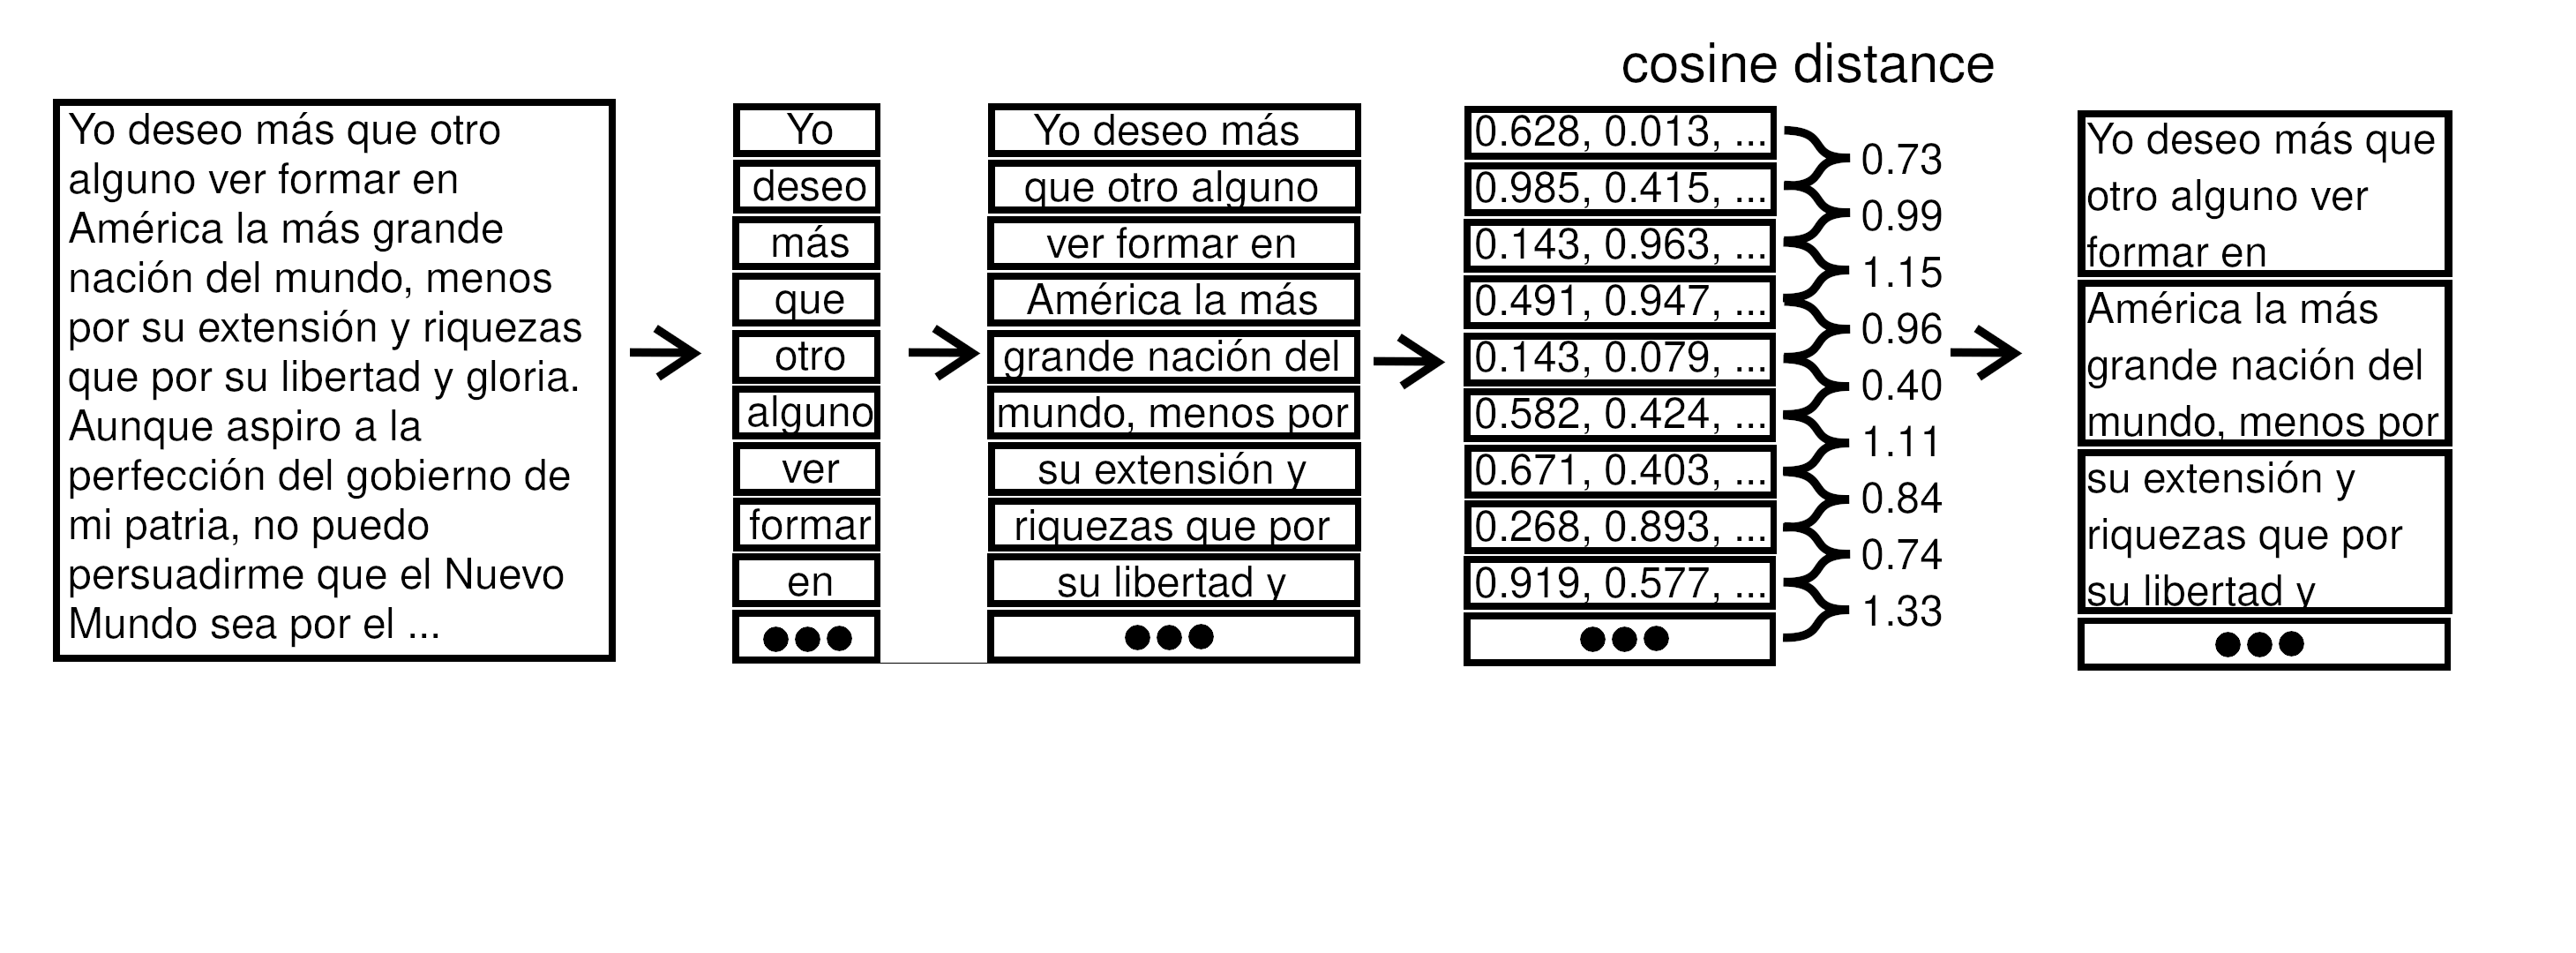 cosine distance
Yo deseo más que otro
alguno ver formar en
América la más grande
nación del mundo, menos
por su extensión y riquezas
que por su libertad y gloria.
Aunque aspiro a la
perfección del gobierno de
mi patria, no puedo
persuadirme que el Nuevo
Mundo sea por el ...
Yo
deseo
más
que
otro
alguno
ver
formar
en
Yo deseo más
que otro alguno
ver formar en
América la más
grande nación del
mundo, menos por
su extensión y
riquezas que por
su libertad y
0.628, 0.013, ...
0.985, 0.415, ...
0.143, 0.963, ...
0.491, 0.947, ...
0.143, 0.079, ...
0.582, 0.424, ...
0.671, 0.403, ...
0.268, 0.893, ...
0.919, 0.577, ...
0.73
0.99
1.15
0.96
0.40
1.11
0.84
0.74
1.33
Yo deseo más que
otro alguno ver
formar en
América la más
grande nación del
mundo, menos por
su extensión y
riquezas que por
su libertad y